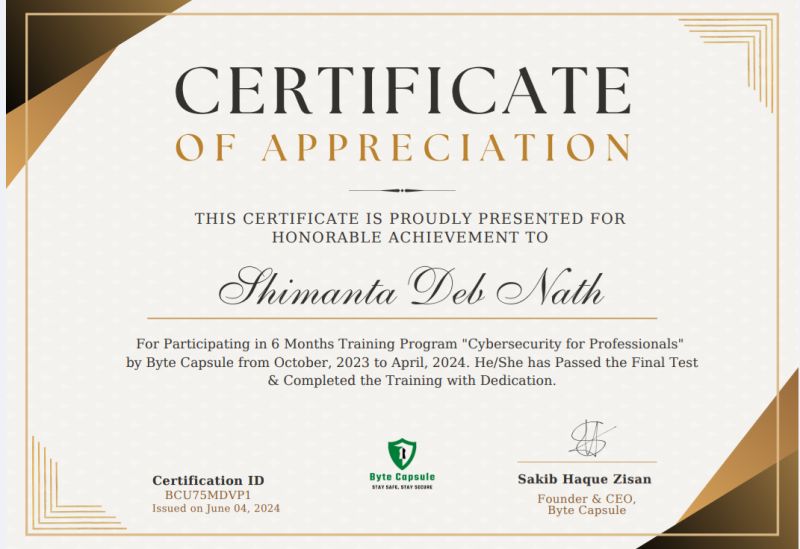 CERTIFICATE
OF APPRECIATION
THIS CERTIFICATE IS PROUDLY PRESENTED FOR
HONORABLE ACHIEVEMENT TO
Shimanta Deb Nath
For Participating in 6 Months Training Program "Cybersecurity for Professionals"
by Byte Capsule from October, 2023 to April, 2024. He/She has Passed the Final Test
& Completed the Training with Dedication.
Certification ID
BCU75MDVP1
Issued on June 04, 2024
Byte Capsule
STAY SAFE, STAY SECURE
Sakib Haque Zisan
Founder & CEO,
Byte Capsule